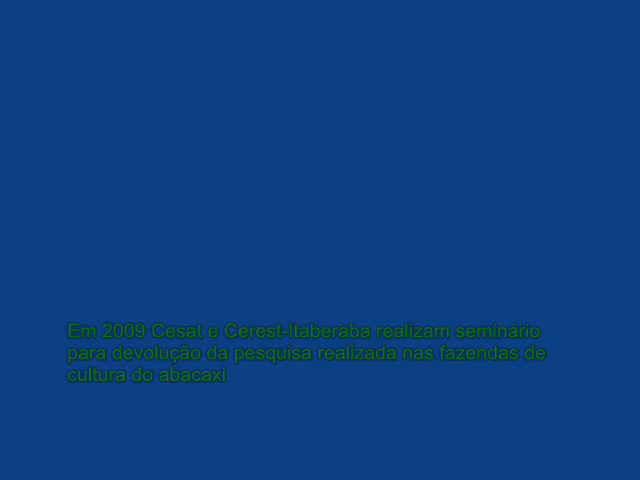 Em 2009 Cesat e Cerest-Itaberaba realizam seminário
para devolução da pesquisa realizada nas fazendas de
cultura do abacaxi